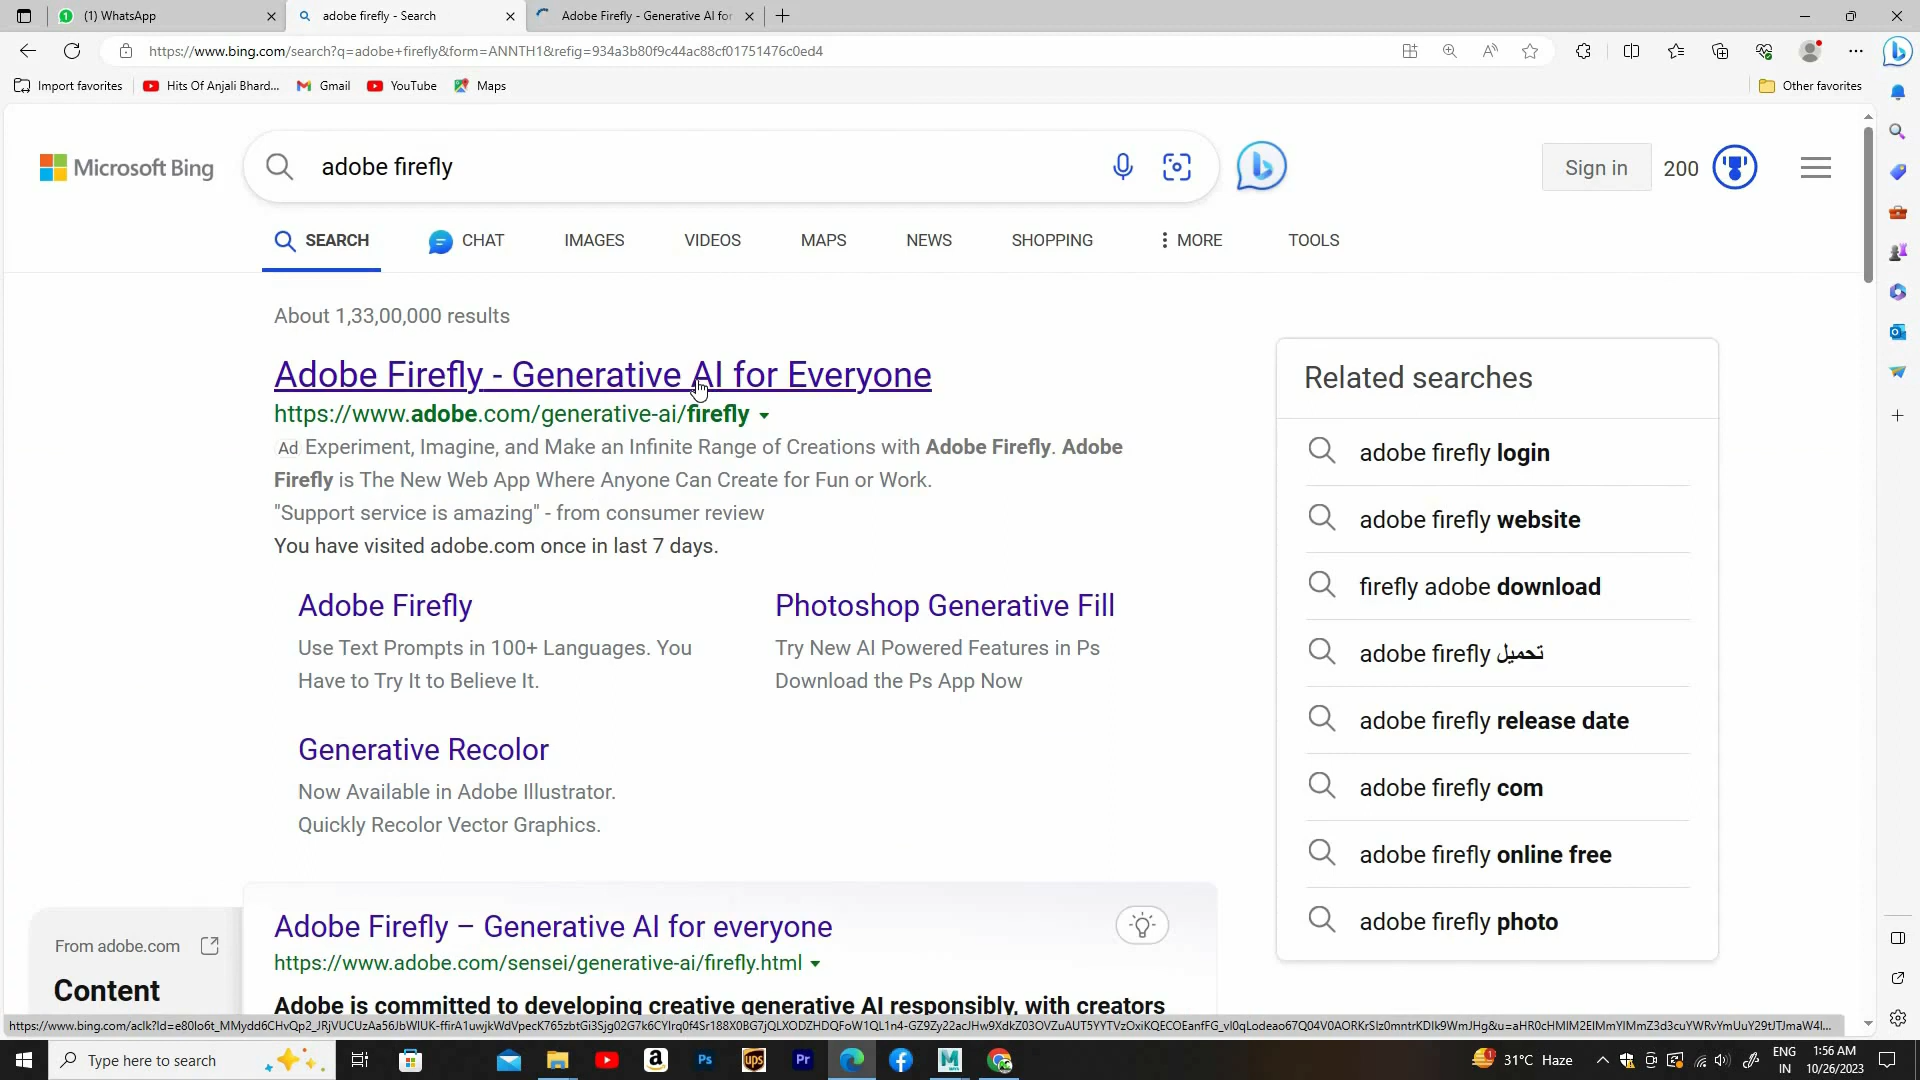 (1) WhatsApp
adobe firefly - Search
Adobe Firefly - Generative AI for
https://www.bing.com/search?q=adobe+firefly&form=ANNTH1&refig=934a3b80f9c44ac88cf01751476c0ed4
Import favorites
Hits Of Anjali Bhard...
Gmail
YouTube
Maps
Other favorites
Microsoft Bing
adobe firefly
Sign in
200
SEARCH
CHAT
IMAGES
VIDEOS
MAPS
NEWS
SHOPPING
MORE
TOOLS
About 1,33,00,000 results
Adobe Firefly - Generative AI for Everyone
https://www.adobe.com/generative-ai/firefly
Ad Experiment, Imagine, and Make an Infinite Range of Creations with Adobe Firefly. Adobe
Firefly is The New Web App Where Anyone Can Create for Fun or Work.
"Support service is amazing" - from consumer review
You have visited adobe.com once in last 7 days.
Adobe Firefly
Use Text Prompts in 100+ Languages. You
Have to Try It to Believe It.
Photoshop Generative Fill
Try New AI Powered Features in Ps
Download the Ps App Now
Generative Recolor
Now Available in Adobe Illustrator.
Quickly Recolor Vector Graphics.
Related searches
adobe firefly login
adobe firefly website
firefly adobe download
adobe firefly تحميل
adobe firefly release date
adobe firefly com
adobe firefly online free
adobe firefly photo
From adobe.com
Content
Adobe Firefly – Generative AI for everyone
https://www.adobe.com/sensei/generative-ai/firefly.html
Adobe is committed to developing creative generative AI responsibly, with creators
Type here to search
Ps
ups
Pr
31°C Haze
ENG
IN
1:56 AM
10/26/2023